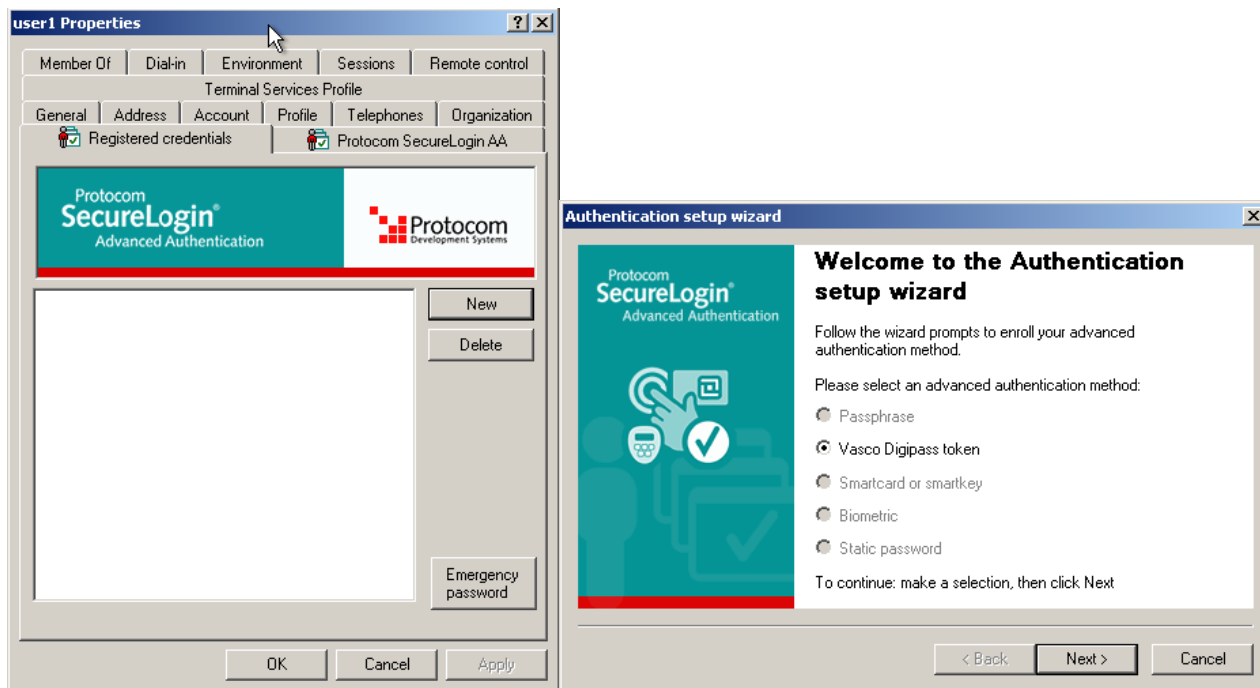 user1 Properties
Member Of Dial-in Environment Sessions Remote control
Terminal Services Profile
General Address Account Profile Telephones Organization
Registered credentials Protocom SecureLogin AA
Protocom
SecureLogin®
Advanced Authentication
Protocom
Development Systems
New
Delete
Emergency
password
OK Cancel Apply
Authentication setup wizard
Protocom
SecureLogin®
Advanced Authentication
Welcome to the Authentication
setup wizard
Follow the wizard prompts to enroll your advanced
authentication method.
Please select an advanced authentication method:
Passphrase
Vasco Digipass token
Smartcard or smartkey
Biometric
Static password
To continue: make a selection, then click Next
< Back Next > Cancel